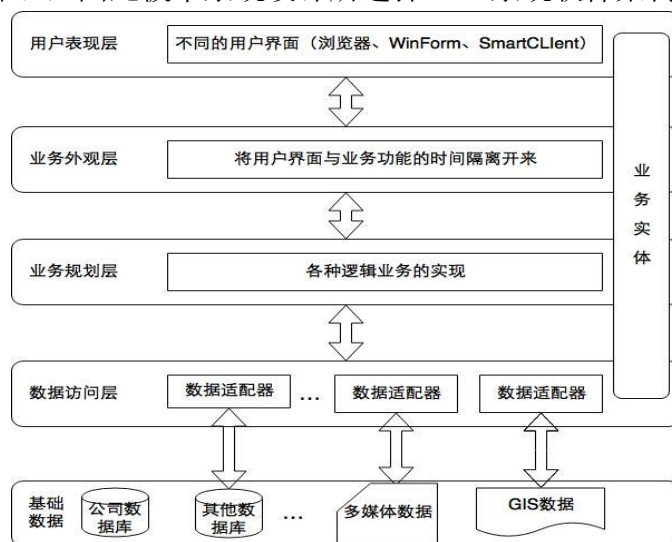 用户表现层
不同的用户界面（浏览器、WinForm、SmartCLIent）
业务外观层
将用户界面与业务功能的时间隔离开来
业务规划层
各种逻辑业务的实现
业务实体
数据访问层
数据适配器
...
数据适配器
数据适配器
基础
数据
公司数
据库
其他数
据库
...
多媒体数据
GIS数据